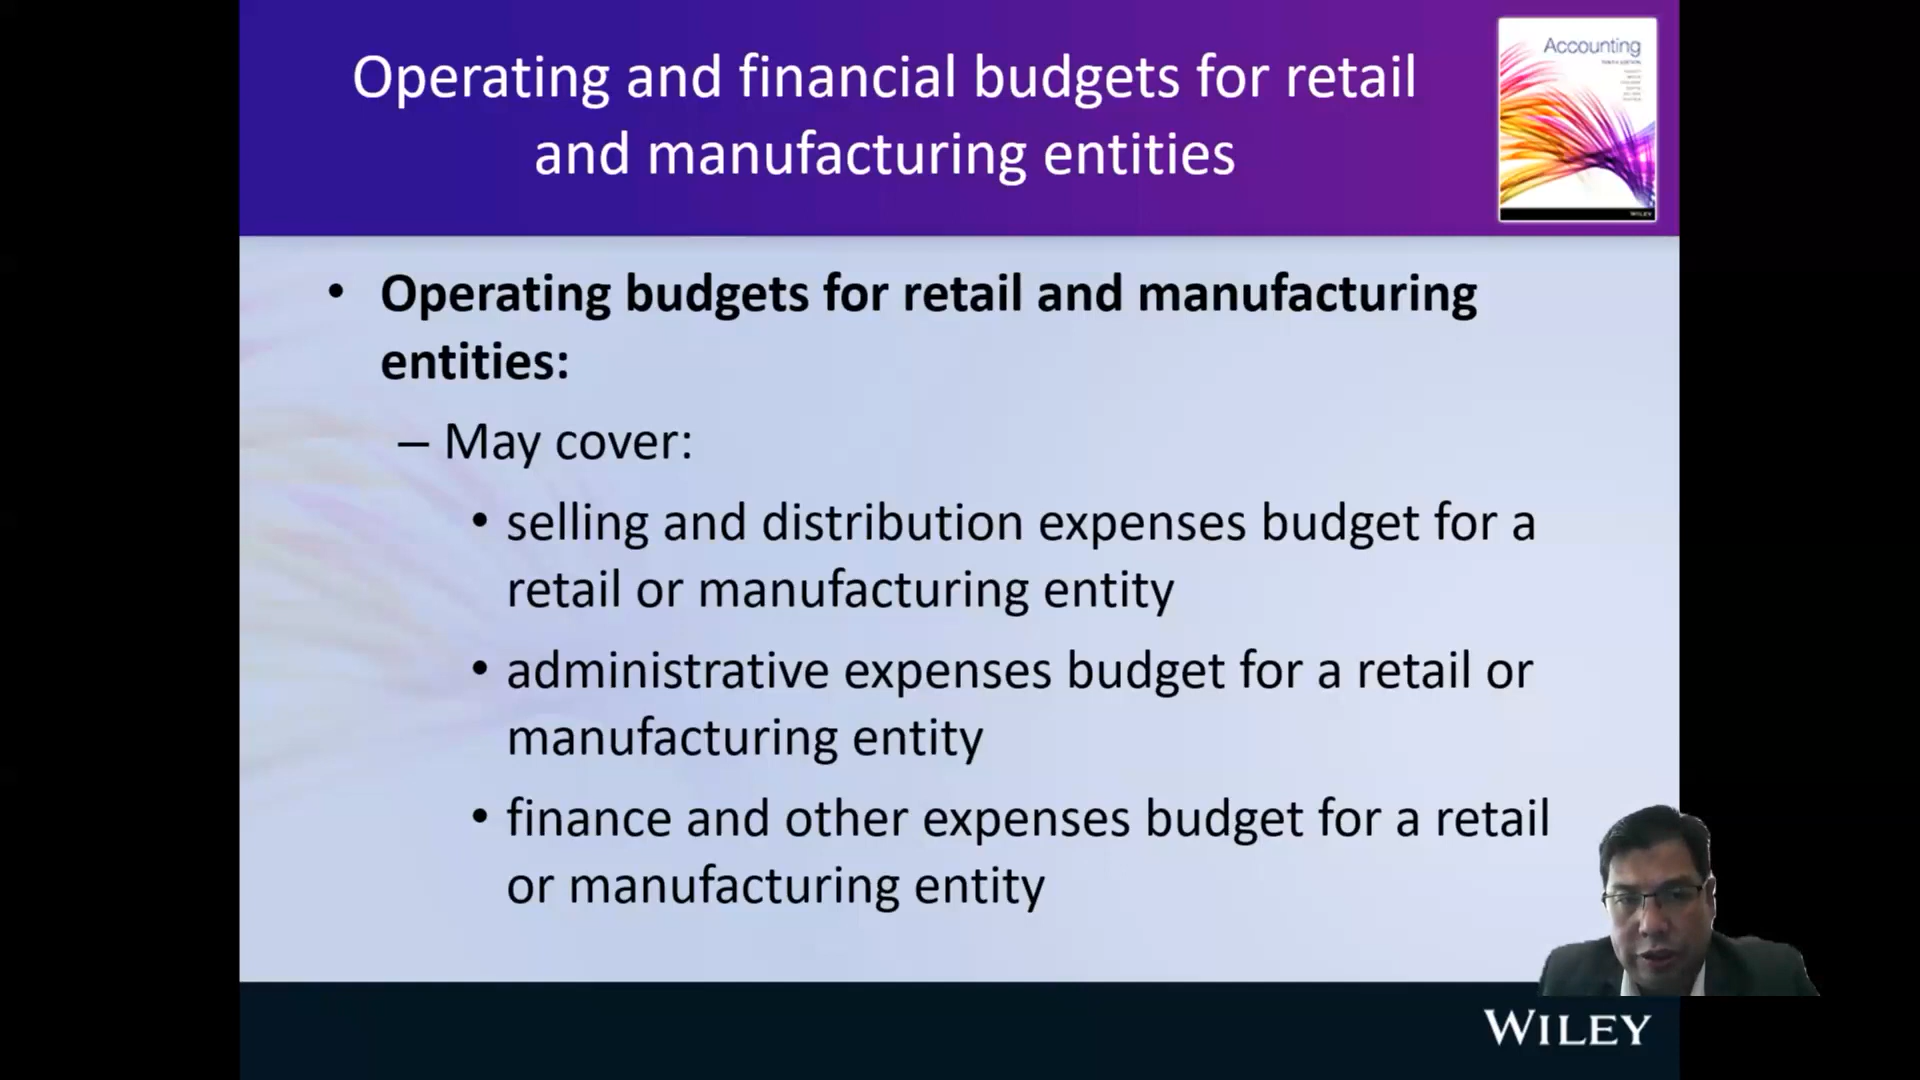 Operating and financial budgets for retail
and manufacturing entities
Accounting
WILEY
• Operating budgets for retail and manufacturing
entities:
– May cover:
• selling and distribution expenses budget for a
retail or manufacturing entity
• administrative expenses budget for a retail or
manufacturing entity
• finance and other expenses budget for a retail
or manufacturing entity
WILEY